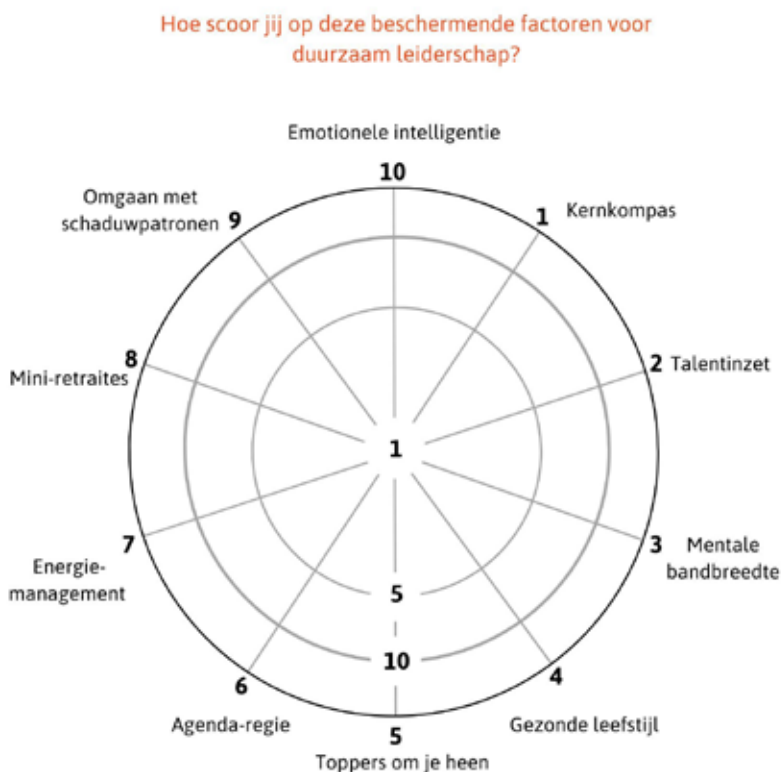 Hoe scoor jij op deze beschermende factoren voor
duurzaam leiderschap?
Emotionele intelligentie
10
1 Kernkompas
2 Talentinzet
3 Mentale
bandbreedte
4
Gezonde leefstijl
5
Toppers om je heen
6
Agenda-regie
7
Energie-
management
8
Mini-retraites
Omgaan met
schaduwpatronen 9
1
5
10